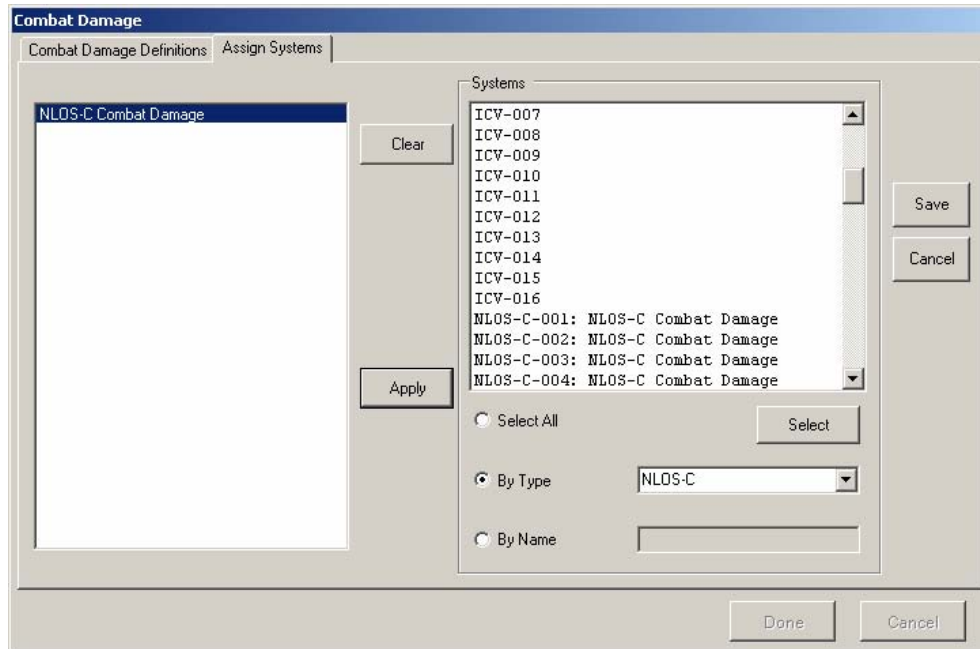 Combat Damage
Combat Damage Definitions
Assign Systems
NLOS-C Combat Damage
Clear
Apply
Systems
ICV-007
ICV-008
ICV-009
ICV-010
ICV-011
ICV-012
ICV-013
ICV-014
ICV-015
ICV-016
NLOS-C-001: NLOS-C Combat Damage
NLOS-C-002: NLOS-C Combat Damage
NLOS-C-003: NLOS-C Combat Damage
NLOS-C-004: NLOS-C Combat Damage
Select All
Select
By Type
NLOS-C
By Name
Save
Cancel
Done
Cancel